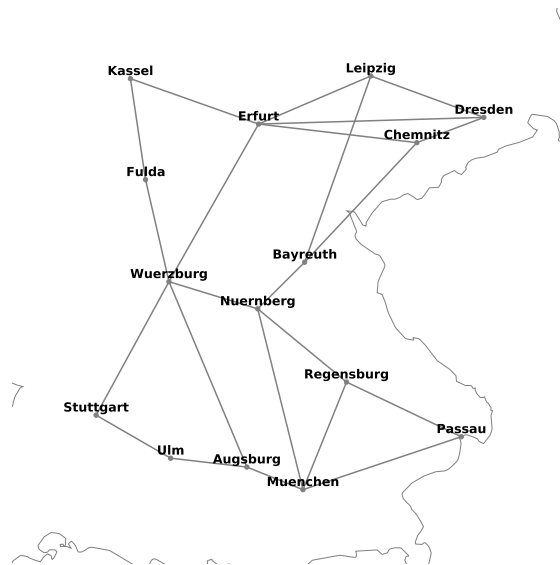 Kassel
Leipzig
Erfurt
Dresden
Chemnitz
Fulda
Bayreuth
Wuerzburg
Nuernberg
Regensburg
Stuttgart
Passau
Ulm
Augsburg
Muenchen